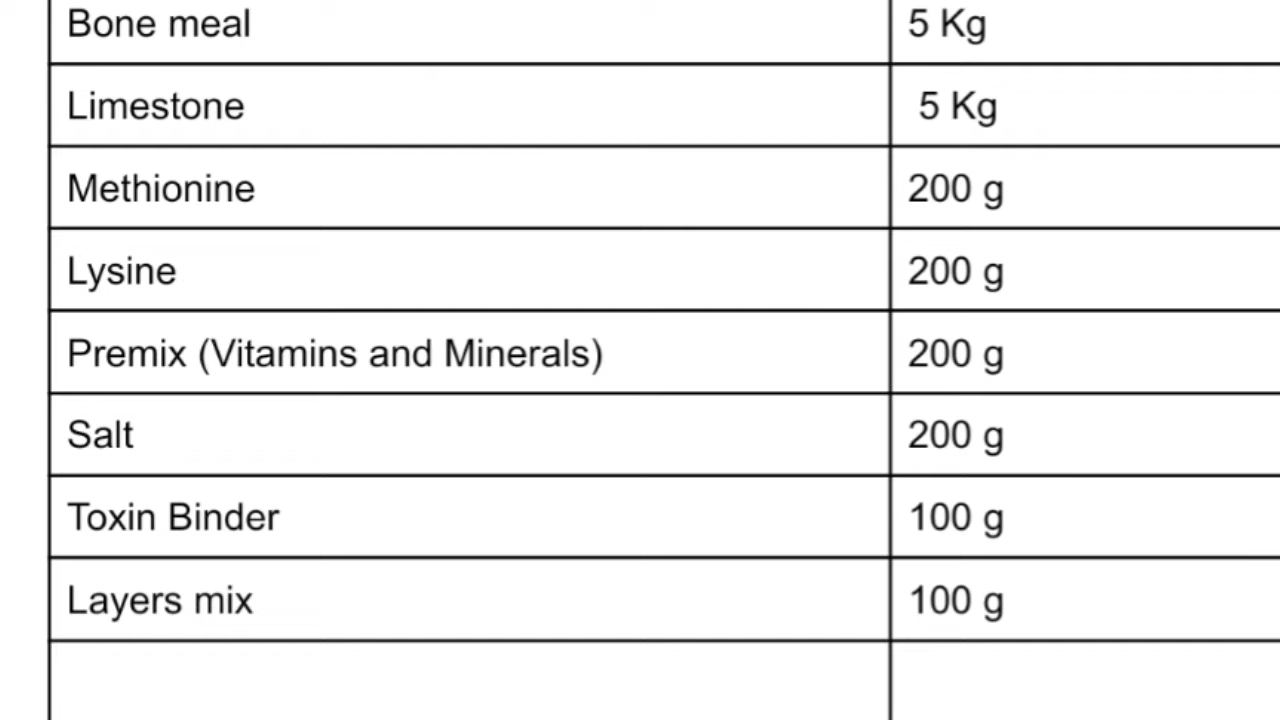 Bone meal 5 Kg
Limestone 5 Kg
Methionine 200 g
Lysine 200 g
Premix (Vitamins and Minerals) 200 g
Salt 200 g
Toxin Binder 100 g
Layers mix 100 g